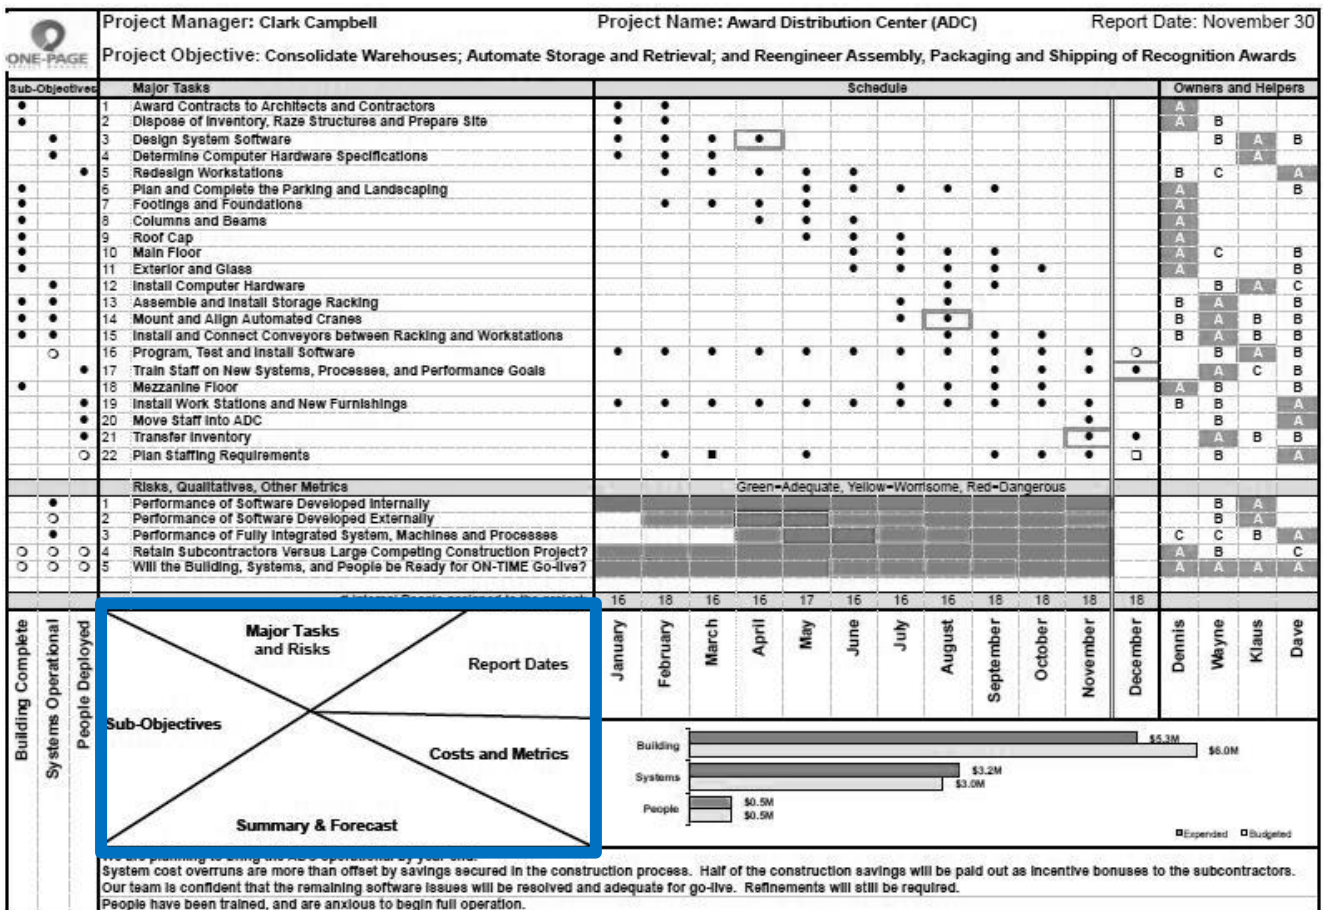 Project Manager: Clark Campbell Project Name: Award Distribution Center (ADC) Report Date: November 30
ONE-PAGE
Project Objective: Consolidate Warehouses; Automate Storage and Retrieval; and Reengineer Assembly, Packaging and Shipping of Recognition Awards
Sub-Objectives Major Tasks Schedule Owners and Helpers
1 Award Contracts to Architects and Contractors A
2 Dispose of Inventory, Raze Structures and Prepare Site A B
3 Design System Software B A B
4 Determine Computer Hardware Specifications A
5 Redesign Workstations B C A
6 Plan and Complete the Parking and Landscaping A B
7 Footings and Foundations A
8 Columns and Beams A
9 Roof Cap A
10 Main Floor A C B
11 Exterior and Glass A B
12 Install Computer Hardware B A C
13 Assemble and Install Storage Racking B A B
14 Mount and Align Automated Cranes B A B B
15 Install and Connect Conveyors between Racking and Workstations B A B B
16 Program, Test and Install Software B A B
17 Train Staff on New Systems, Processes, and Performance Goals A C B
18 Mezzanine Floor A B B
19 Install Work Stations and New Furnishings B B A
20 Move Staff into ADC B A
21 Transfer Inventory A B B
22 Plan Staffing Requirements B A
Risks, Qualitatives, Other Metrics Green=Adequate, Yellow=Worrisome, Red=Dangerous
1 Performance of Software Developed Internally B A
2 Performance of Software Developed Externally B A
3 Performance of Fully Integrated System, Machines and Processes C C B A
4 Retain Subcontractors Versus Large Competing Construction Project? A B C
5 Will the Building, Systems, and People be Ready for ON-TIME Go-live? A A A A
16 18 16 16 17 16 16 16 18 18 18 18
Building Complete
Systems Operational
People Deployed
Major Tasks
and Risks
Report Dates
Sub-Objectives
Costs and Metrics
Summary & Forecast
January
February
March
April
May
June
July
August
September
October
November
December
Dennis
Wayne
Klaus
Dave
Building $5.3M
$6.0M
Systems $3.2M
$3.0M
People $0.5M
$0.5M
Expended Budgeted
System cost overruns are more than offset by savings secured in the construction process. Half of the construction savings will be paid out as incentive bonuses to the subcontractors.
Our team is confident that the remaining software issues will be resolved and adequate for go-live. Refinements will still be required.
People have been trained, and are anxious to begin full operation.